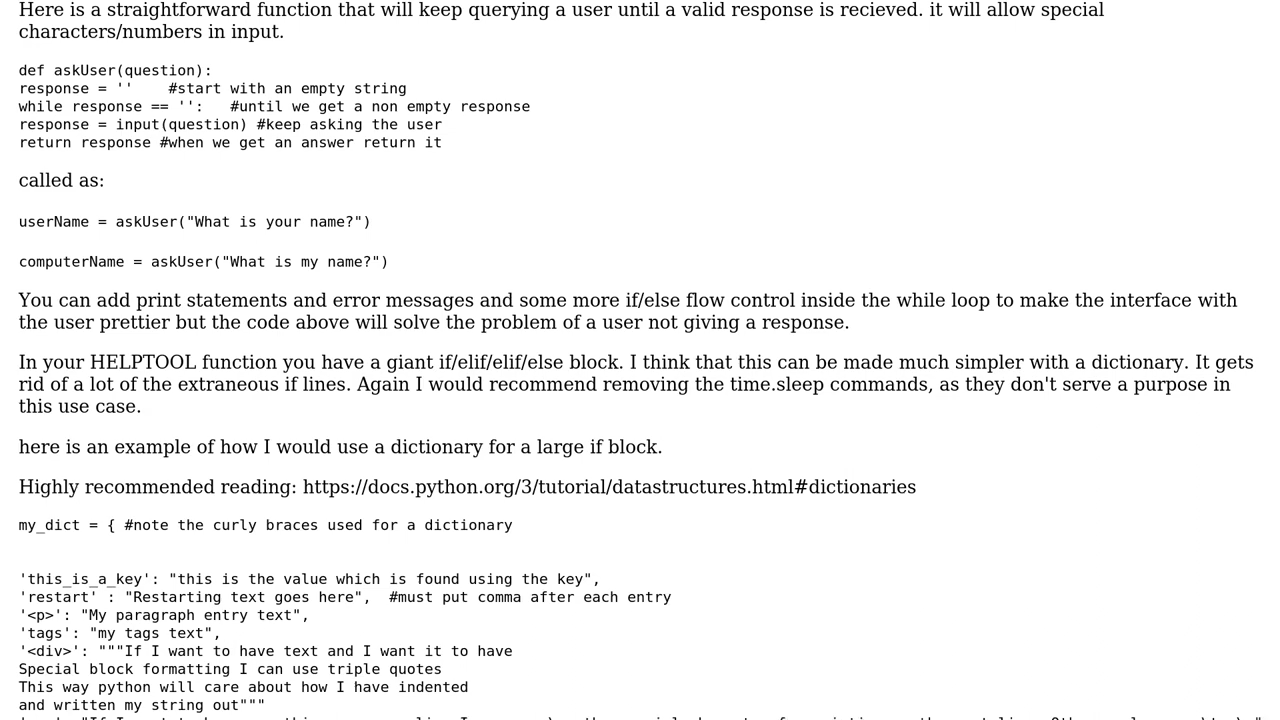 Here is a straightforward function that will keep querying a user until a valid response is recieved. it will allow special
characters/numbers in input.
def askUser(question):
response = ''    #start with an empty string
while response == '':   #until we get a non empty response
response = input(question) #keep asking the user
return response #when we get an answer return it
called as:
userName = askUser("What is your name?")
computerName = askUser("What is my name?")
You can add print statements and error messages and some more if/else flow control inside the while loop to make the interface with
the user prettier but the code above will solve the problem of a user not giving a response.
In your HELPTOOL function you have a giant if/elif/elif/else block. I think that this can be made much simpler with a dictionary. It gets
rid of a lot of the extraneous if lines. Again I would recommend removing the time.sleep commands, as they don't serve a purpose in
this use case.
here is an example of how I would use a dictionary for a large if block.
Highly recommended reading: https://docs.python.org/3/tutorial/datastructures.html#dictionaries
my_dict = { #note the curly braces used for a dictionary
'this_is_a_key': "this is the value which is found using the key",
'restart' : "Restarting text goes here",  #must put comma after each entry
'<p>': "My paragraph entry text",
'tags': "my tags text",
'<div>': """If I want to have text and I want it to have
Special block formatting I can use triple quotes
This way python will care about how I have indented
and written my string out"""